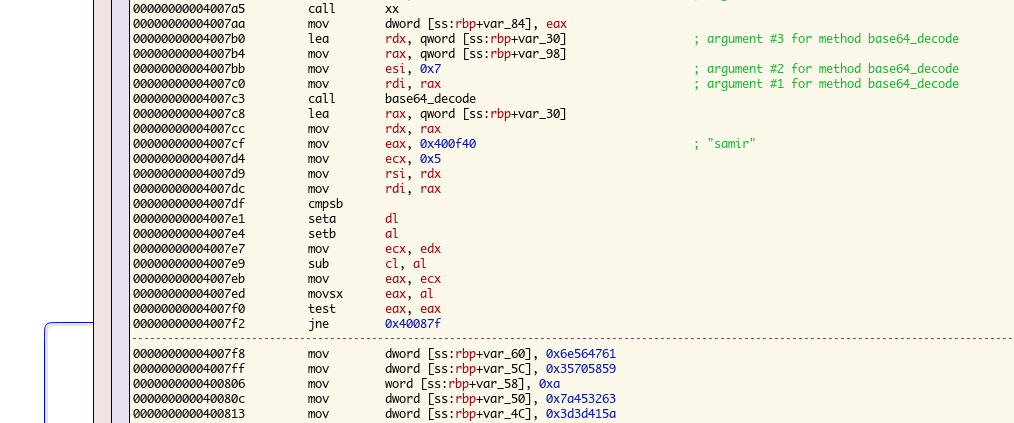 00000000004007a5 call xx
00000000004007aa mov dword [ss:rbp+var_84], eax
00000000004007b0 lea rdx, qword [ss:rbp+var_30] ; argument #3 for method base64_decode
00000000004007b4 mov rax, qword [ss:rbp+var_98]
00000000004007bb mov esi, 0x7 ; argument #2 for method base64_decode
00000000004007c0 mov rdi, rax ; argument #1 for method base64_decode
00000000004007c3 call base64_decode
00000000004007c8 lea rax, qword [ss:rbp+var_30]
00000000004007cc mov rdx, rax
00000000004007cf mov eax, 0x400f40 ; "samir"
00000000004007d4 mov ecx, 0x5
00000000004007d9 mov rsi, rdx
00000000004007dc mov rdi, rax
00000000004007df cmpsb
00000000004007e1 seta dl
00000000004007e4 setb al
00000000004007e7 mov ecx, edx
00000000004007e9 sub cl, al
00000000004007eb mov eax, ecx
00000000004007ed movsx eax, al
00000000004007f0 test eax, eax
00000000004007f2 jne 0x40087f
00000000004007f8 mov dword [ss:rbp+var_60], 0x6e564761
00000000004007ff mov dword [ss:rbp+var_5C], 0x35705859
0000000000400806 mov word [ss:rbp+var_58], 0xa
000000000040080c mov dword [ss:rbp+var_50], 0x7a453263
0000000000400813 mov dword [ss:rbp+var_4C], 0x3d3d415a